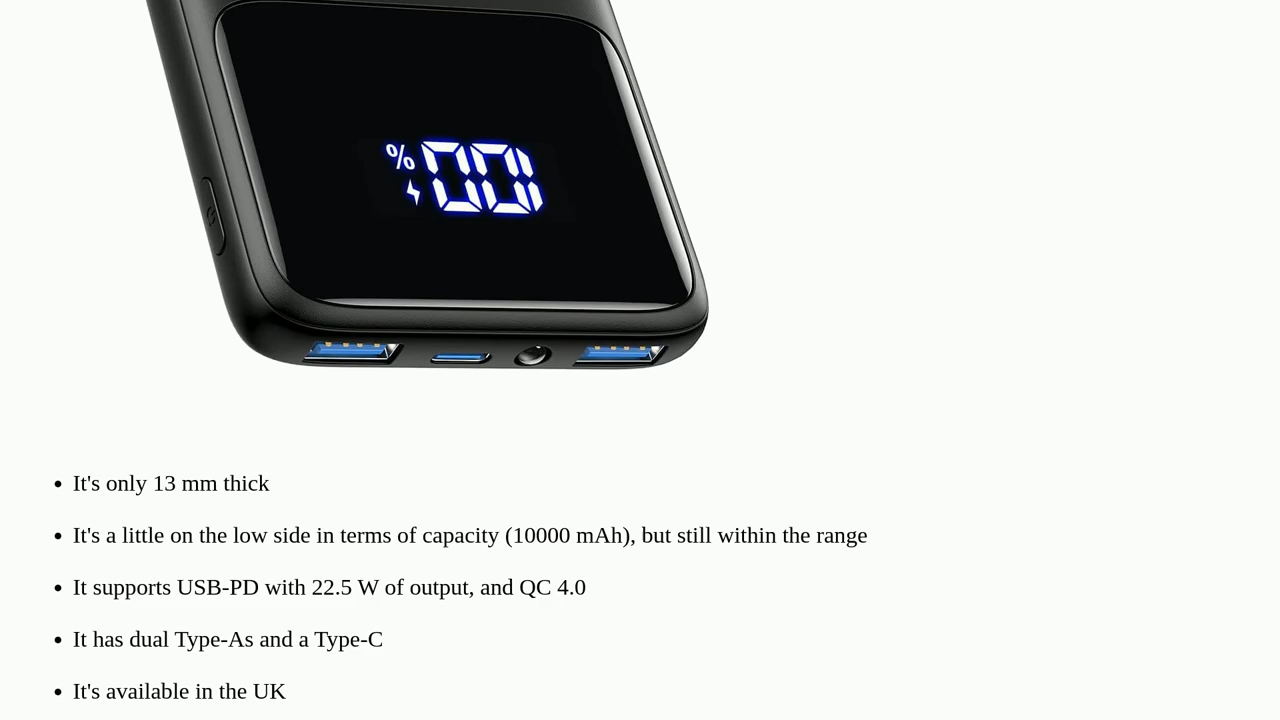 100%
• It's only 13 mm thick
• It's a little on the low side in terms of capacity (10000 mAh), but still within the range
• It supports USB-PD with 22.5 W of output, and QC 4.0
• It has dual Type-As and a Type-C
• It's available in the UK